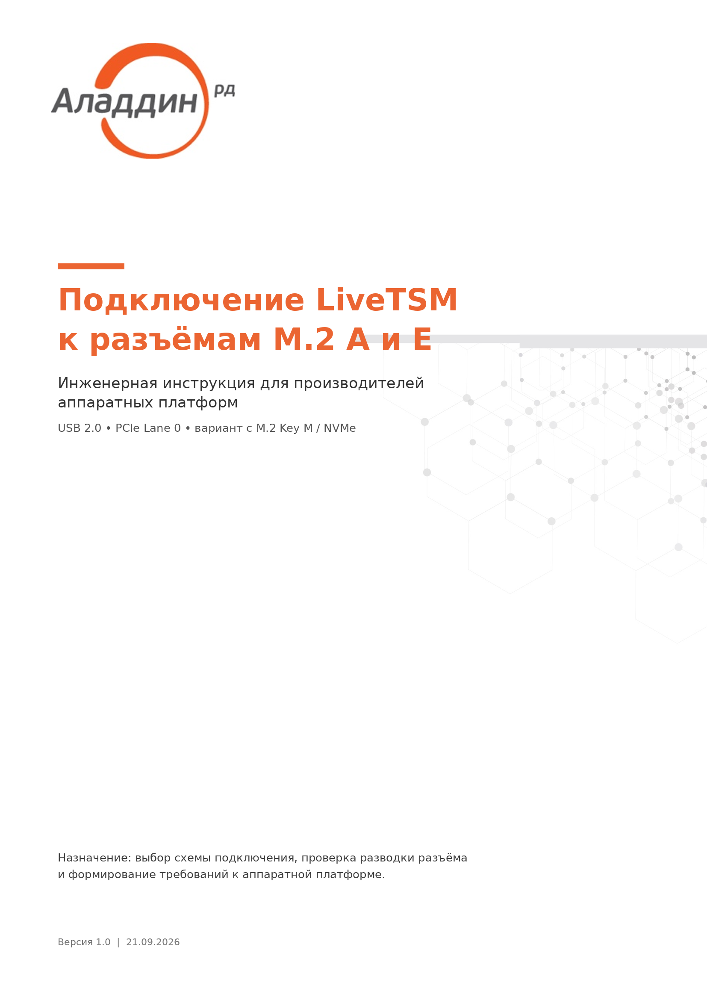 Аладдин рд
Подключение LiveTSM
к разъёмам M.2 A и E
Инженерная инструкция для производителей
аппаратных платформ
USB 2.0 • PCIe Lane 0 • вариант с M.2 Key M / NVMe
Назначение: выбор схемы подключения, проверка разводки разъёма
и формирование требований к аппаратной платформе.
Версия 1.0 | 21.09.2026